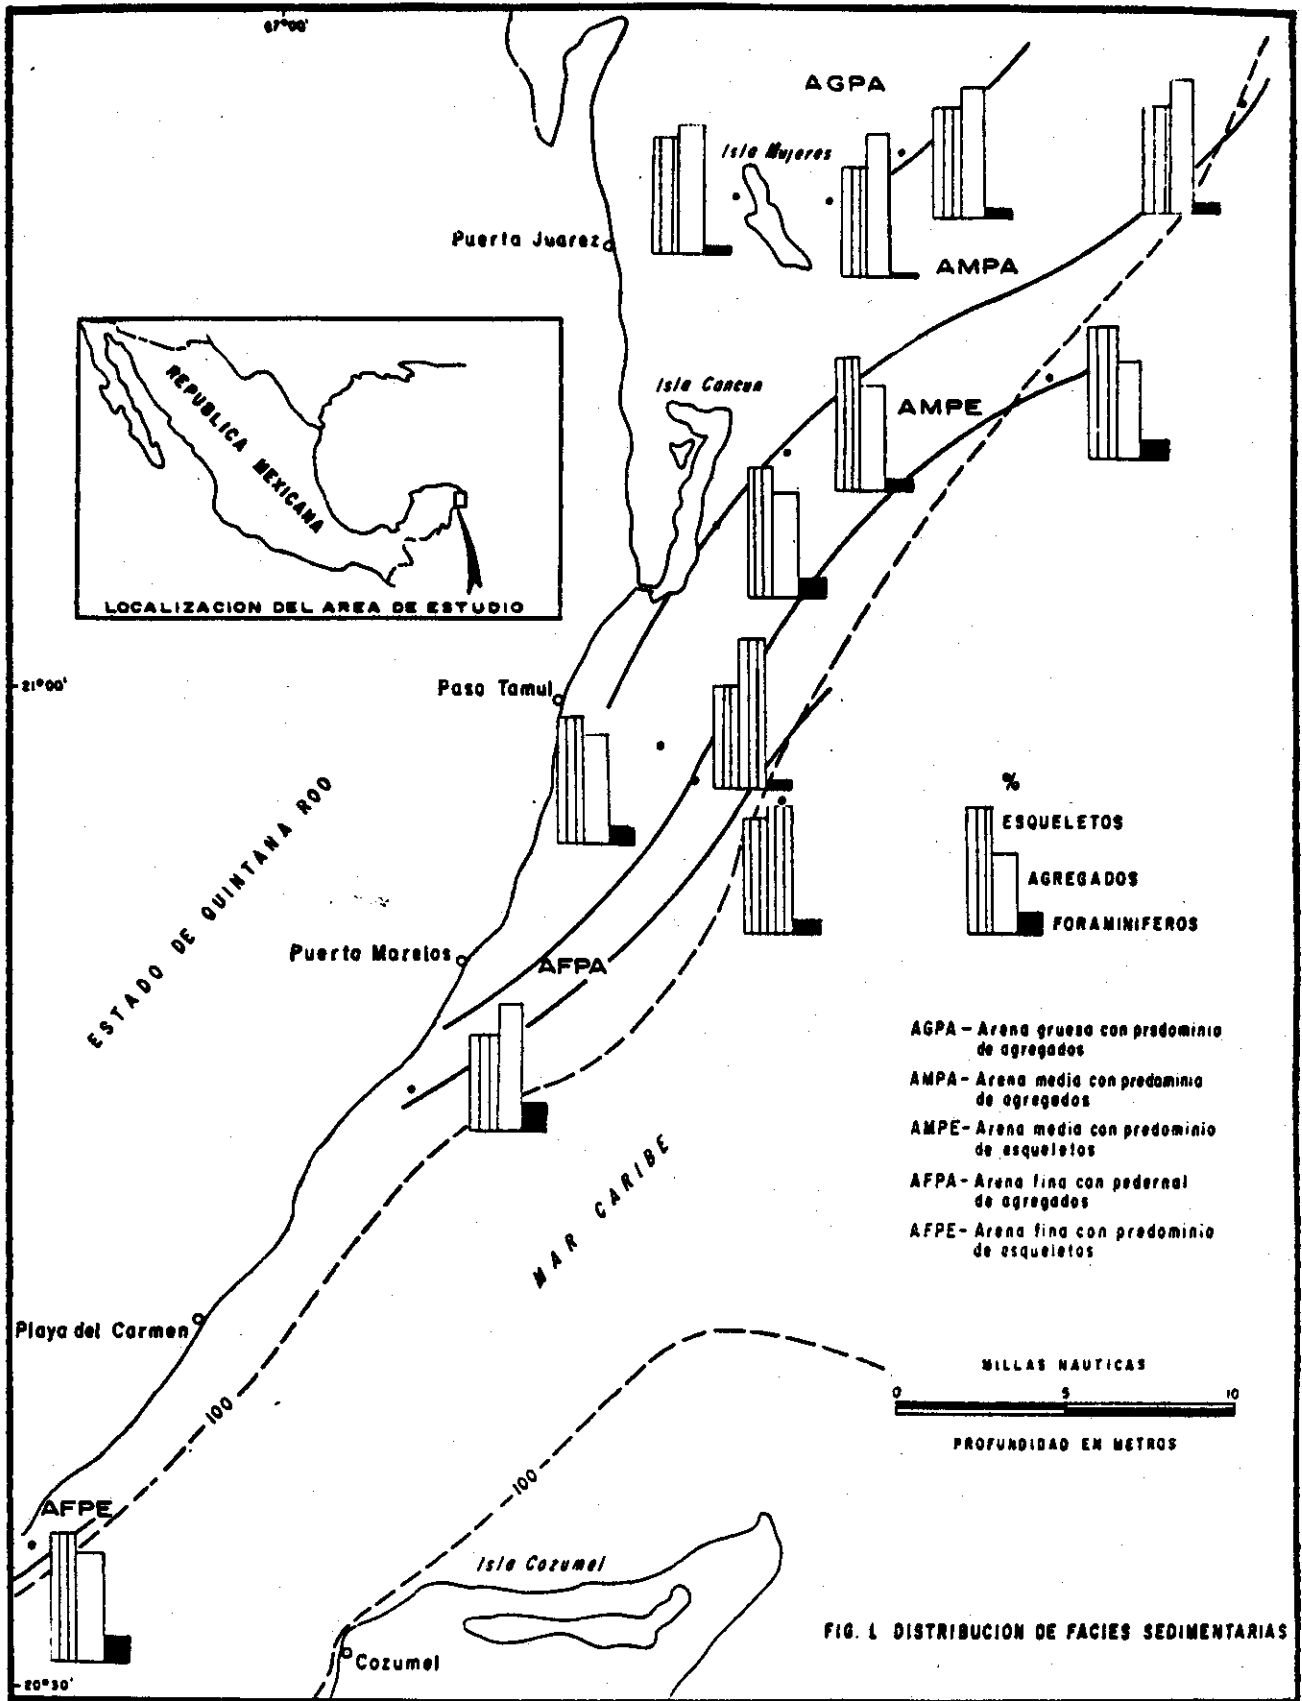 67°00'
AGPA
Isla Mujeres
Puerto Juarez
AMPA
REPUBLICA MEXICANA
LOCALIZACION DEL AREA DE ESTUDIO
Isla Cancun
AMPE
21°00'
Paso Tamul
ESTADO DE QUINTANA ROO
%
ESQUELETOS
AGREGADOS
FORAMINIFEROS
Puerto Morelos
AFPA
AGPA - Arena gruesa con predominio
de agregados
AMPA - Arena media con predominio
de agregados
AMPE - Arena media con predominio
de esqueletos
AFPA - Arena fina con pedernal
de agregados
AFPE - Arena fina con predominio
de esqueletos
MAR CARIBE
Playa del Carmen
MILLAS NAUTICAS
0 5 10
PROFUNDIDAD EN METROS
100
100
AFPE
Isla Cozumel
Cozumel
FIG. 1 DISTRIBUCION DE FACIES SEDIMENTARIAS
20°30'